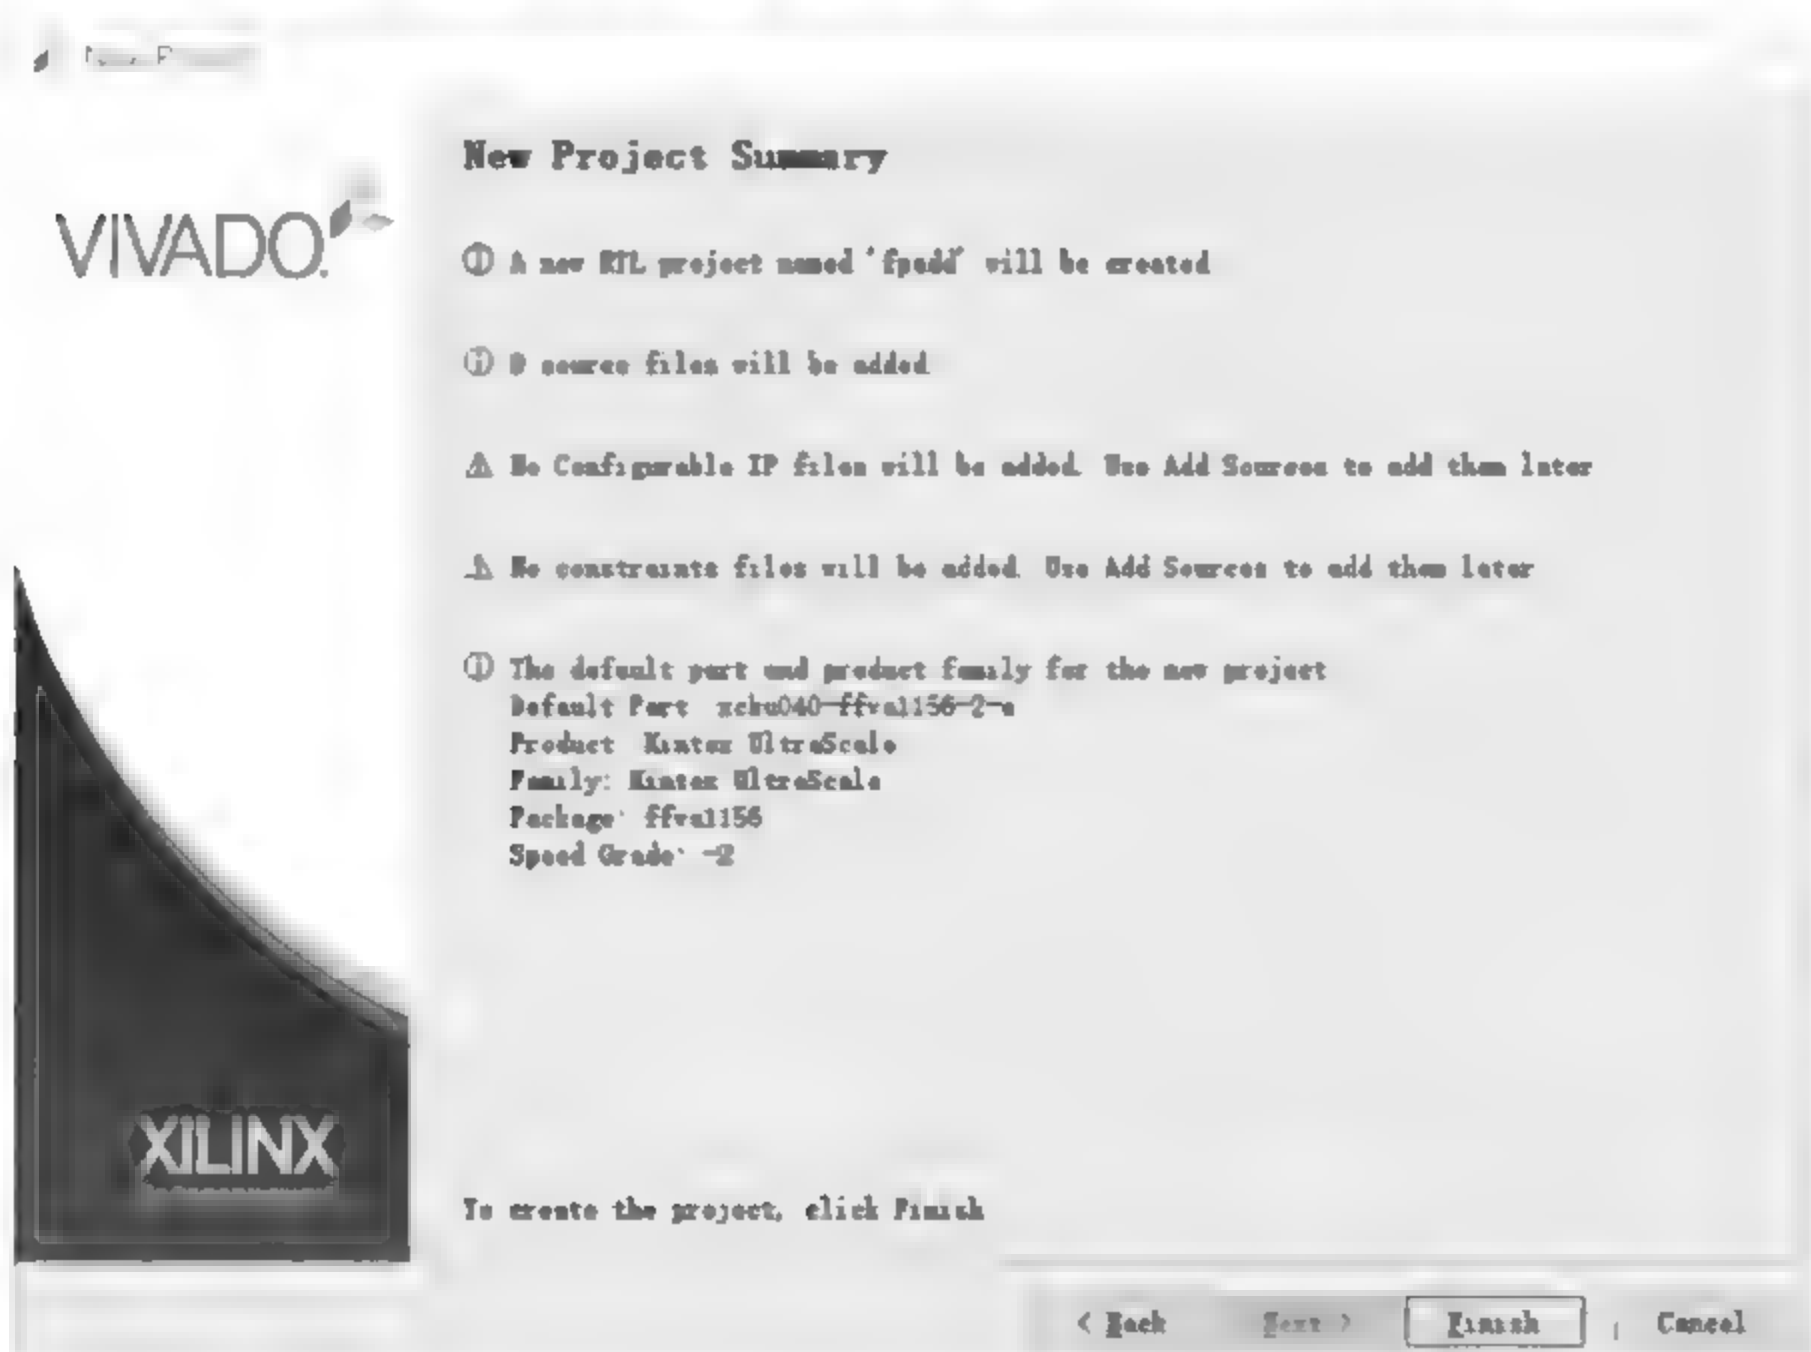 VIVADO.
New Project Summary
A new RTL project named 'fpadd' will be created
source files will be added
No Configurable IP files will be added. Use Add Sources to add them later
No constraints files will be added. Use Add Sources to add them later
The default part and product family for the new project
Default Part xcku040-ffva1156-2-e
Product Kintex UltraScale
Family: Kintex UltraScale
Package: ffva1156
Speed Grade: -2
XILINX
To create the project, click Finish
< Back Next > Finish Cancel